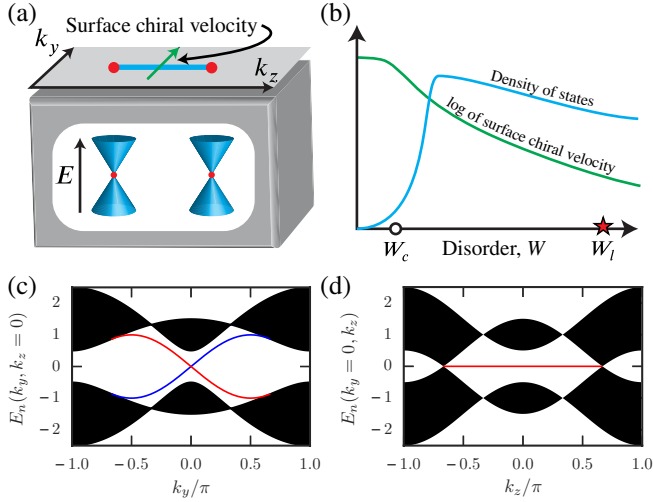 (a)
Surface chiral velocity
k_y
k_z
E
(b)
Density of states
log of surface chiral velocity
W_c
Disorder, W
W_l
(c)
E_n(k_y, k_z = 0)
2
1
0
−1
−2
−1.0
−0.5
0.0
0.5
1.0
k_y/π
(d)
E_n(k_y = 0, k_z)
2
1
0
−1
−2
−1.0
−0.5
0.0
0.5
1.0
k_z/π